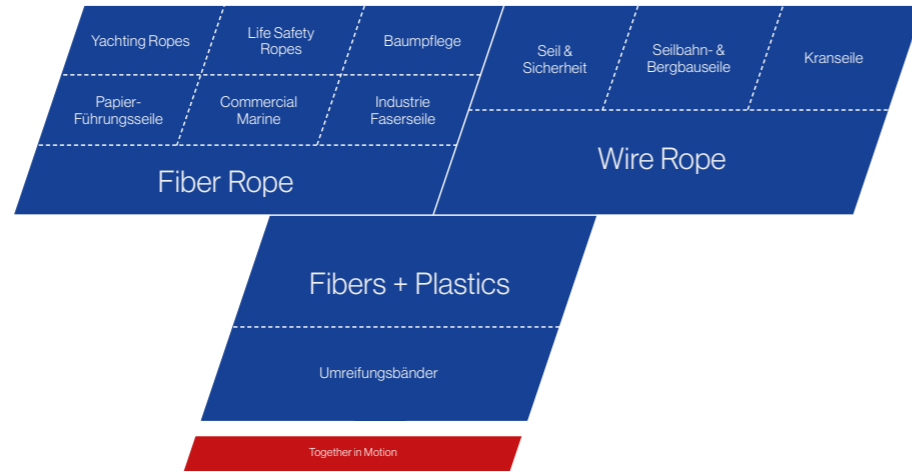 Yachting Ropes
Life Safety
Ropes
Baumpflege
Seil &
Sicherheit
Seilbahn- &
Bergbauseile
Kranseile
Papier-
Führungsseile
Commercial
Marine
Industrie
Faserseile
Fiber Rope
Wire Rope
Fibers + Plastics
Umreifungsbänder
Together in Motion